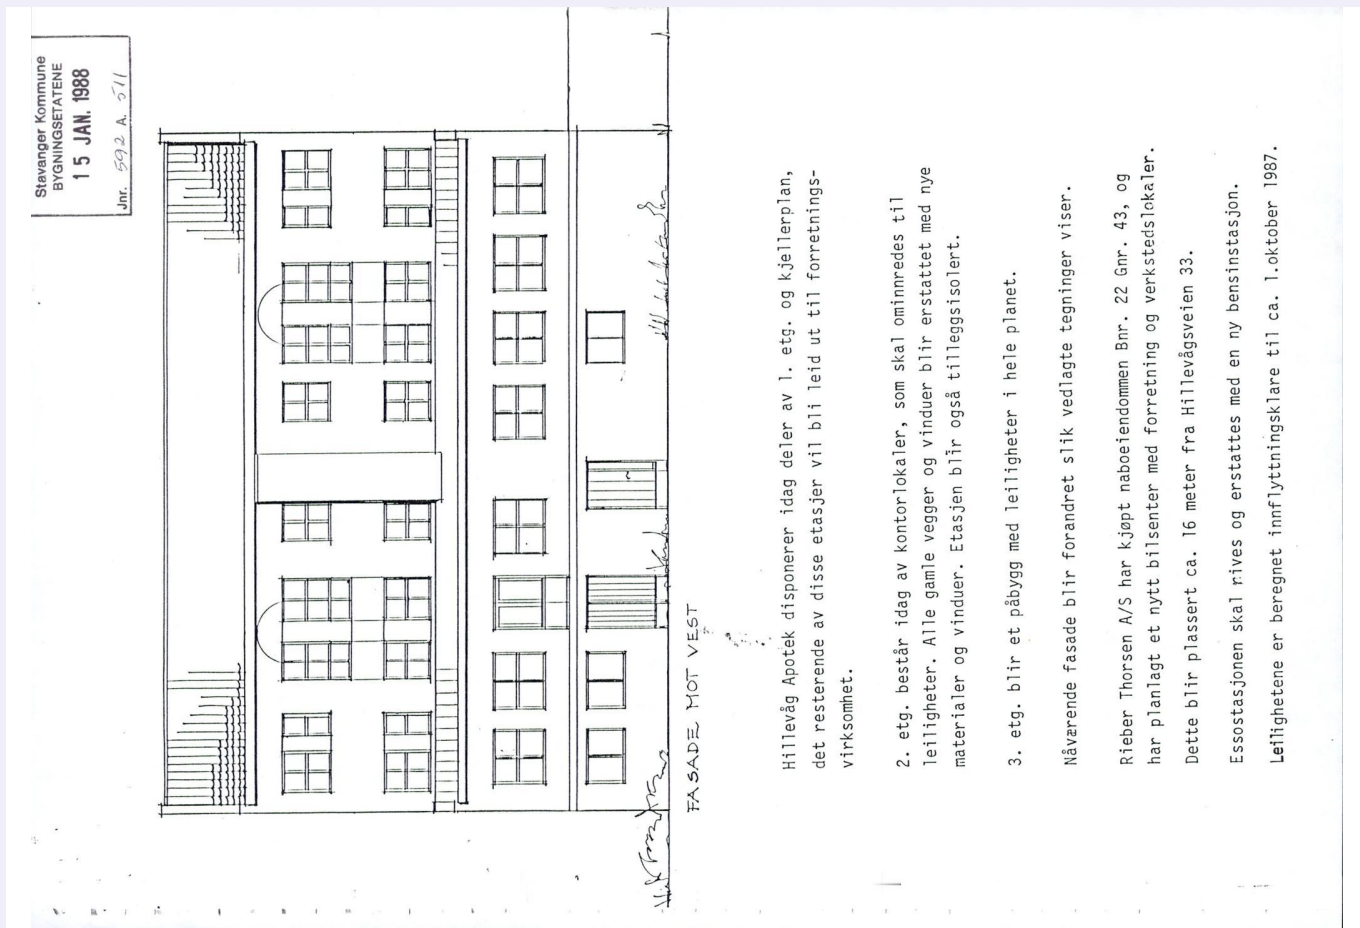 Stavanger Kommune
BYGNINGSETATENE
15 JAN. 1988
Jnr. 592 A. 511
FASADE MOT VEST
Hillevåg Apotek disponerer idag deler av 1. etg. og kjellerplan,
det resterende av disse etasjer vil bli leid ut til forretnings-
virksomhet.
2. etg. består idag av kontorlokaler, som skal ominnredes til
leiligheter. Alle gamle vegger og vinduer blir erstattet med nye
materialer og vinduer. Etasjen blir også tilleggsisolert.
3. etg. blir et påbygg med leiligheter i hele planet.
Nåværende fasade blir forandret slik vedlagte tegninger viser.
Rieber Thorsen A/S har kjøpt naboeiendommen Bnr. 22 Gnr. 43, og
har planlagt et nytt bilsenter med forretning og verkstedslokaler.
Dette blir plassert ca. 16 meter fra Hillevågsveien 33.
Essostasjonen skal rives og erstattes med en ny bensinstasjon.
Leilighetene er beregnet innflyttningsklare til ca. 1.oktober 1987.